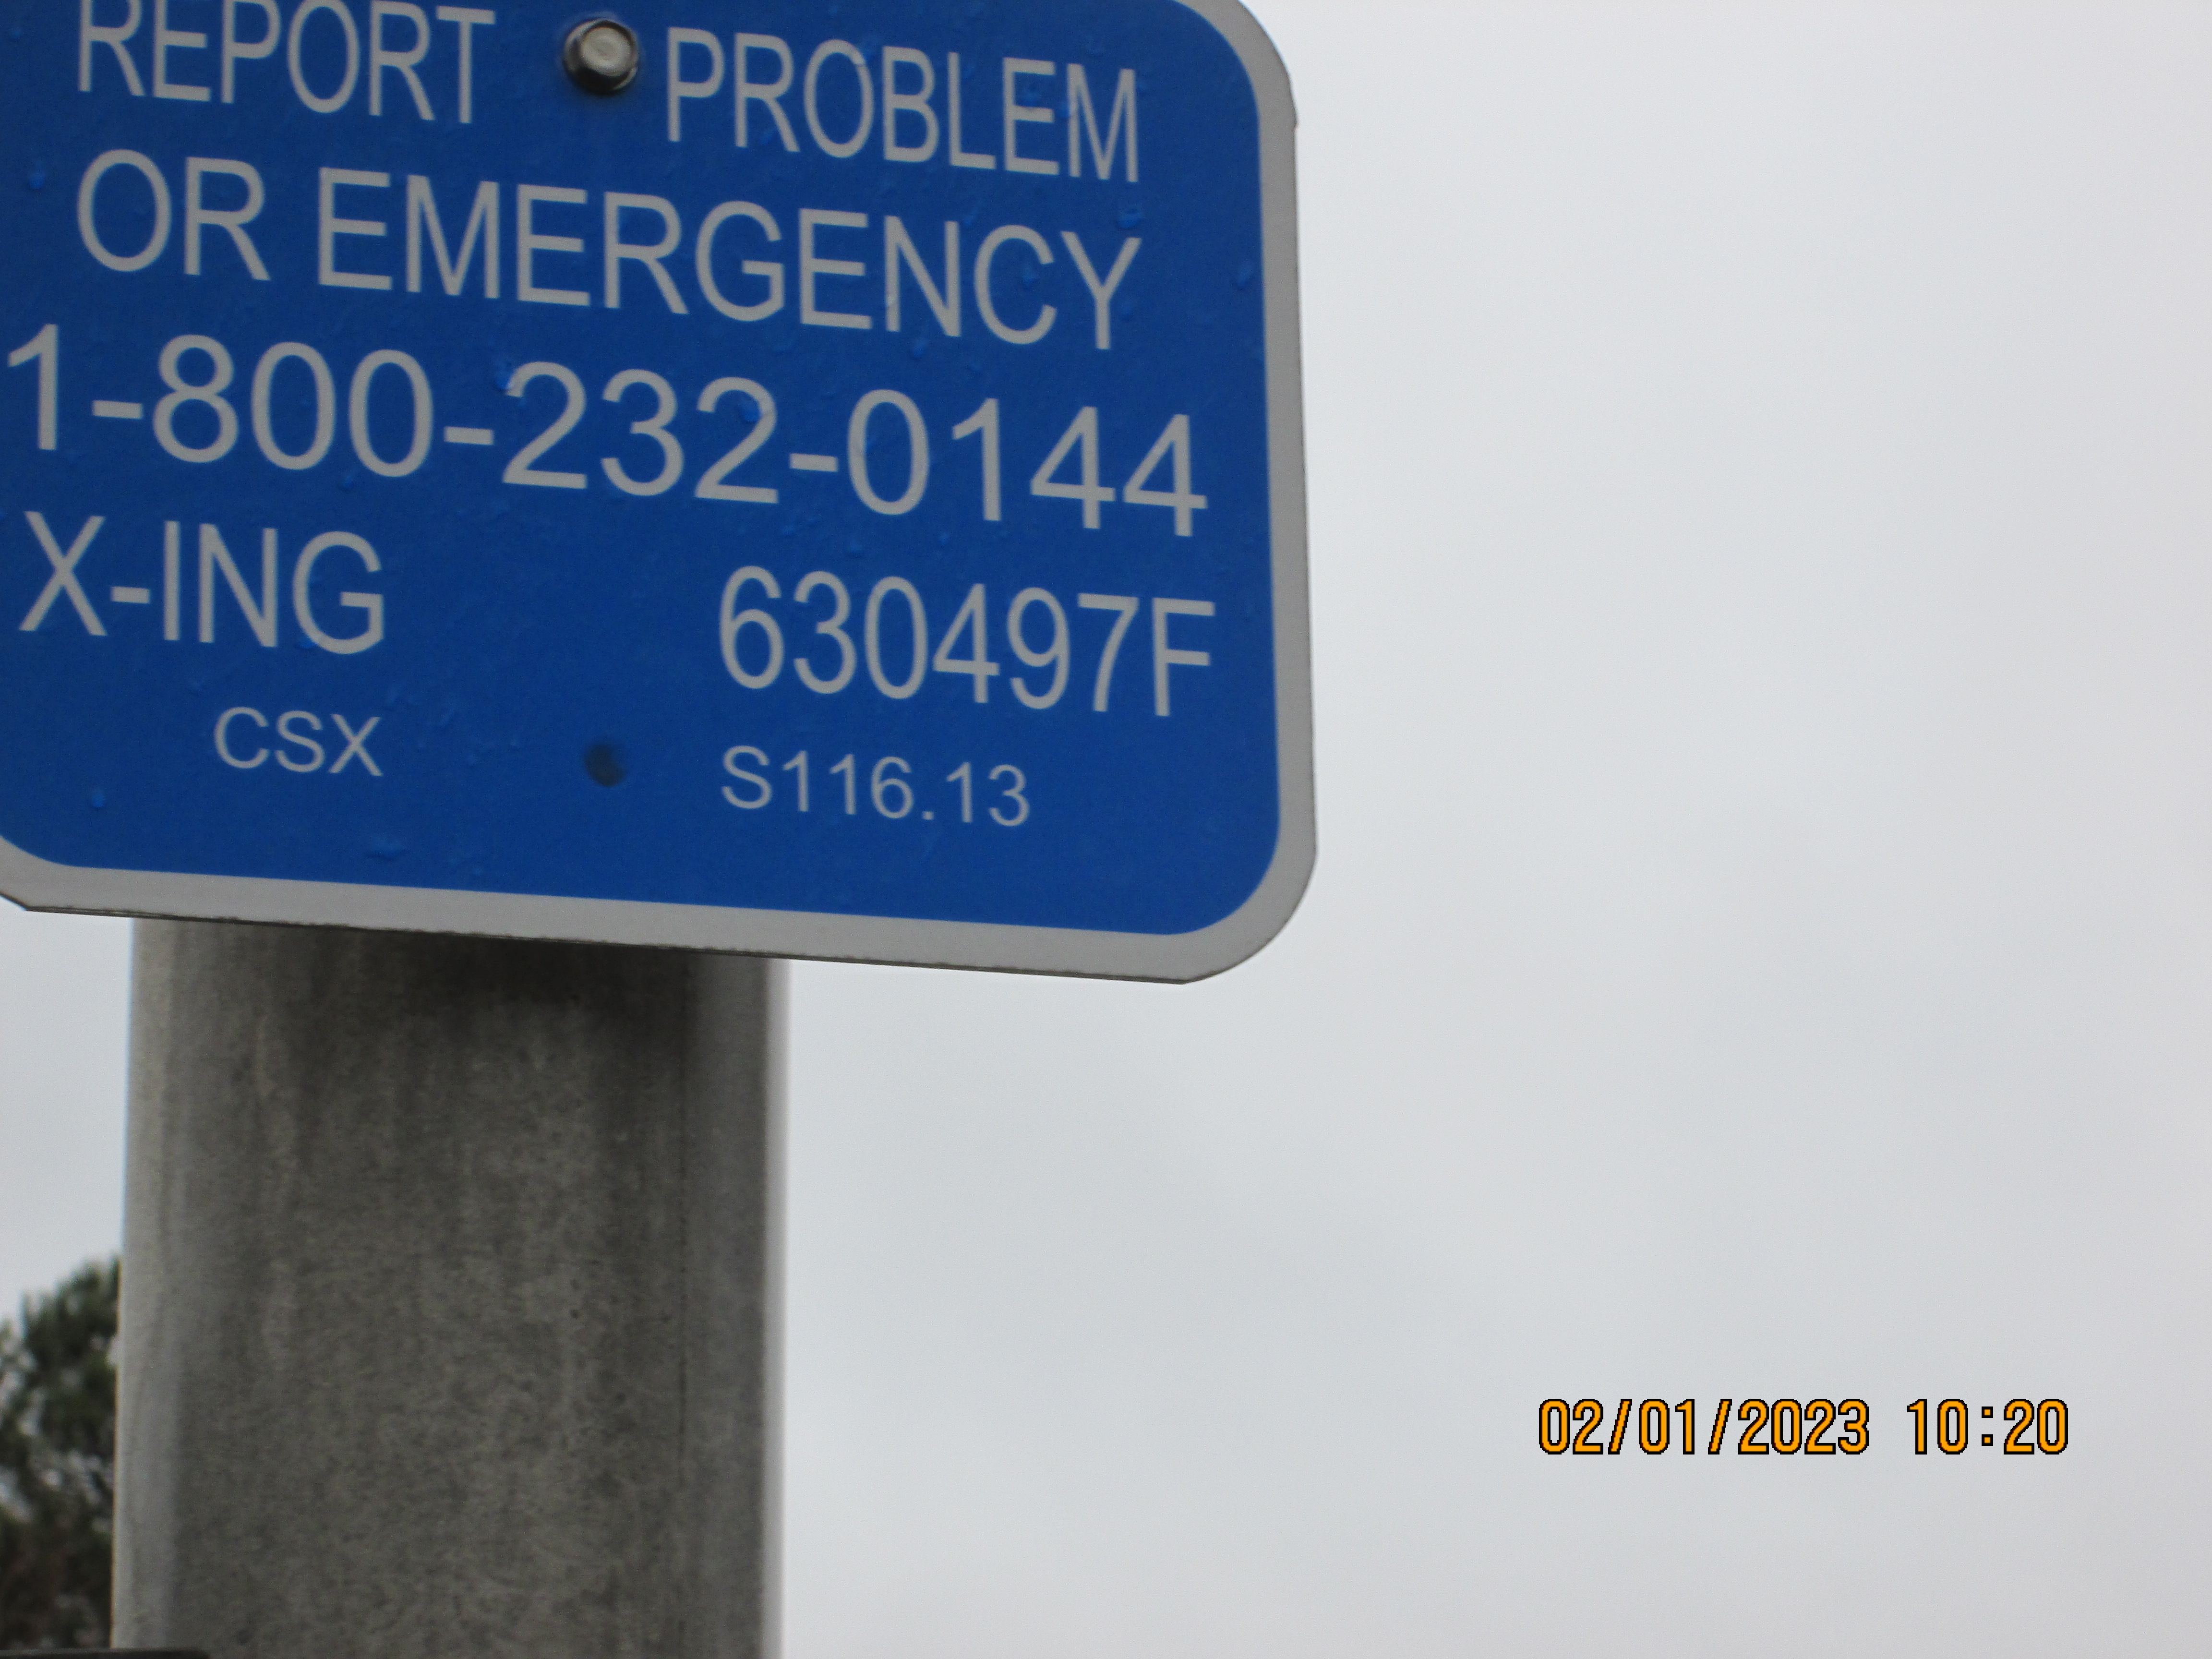 REPORT PROBLEM
OR EMERGENCY
1-800-232-0144
X-ING 630497F
CSX S116.13
02/01/2023 10:20